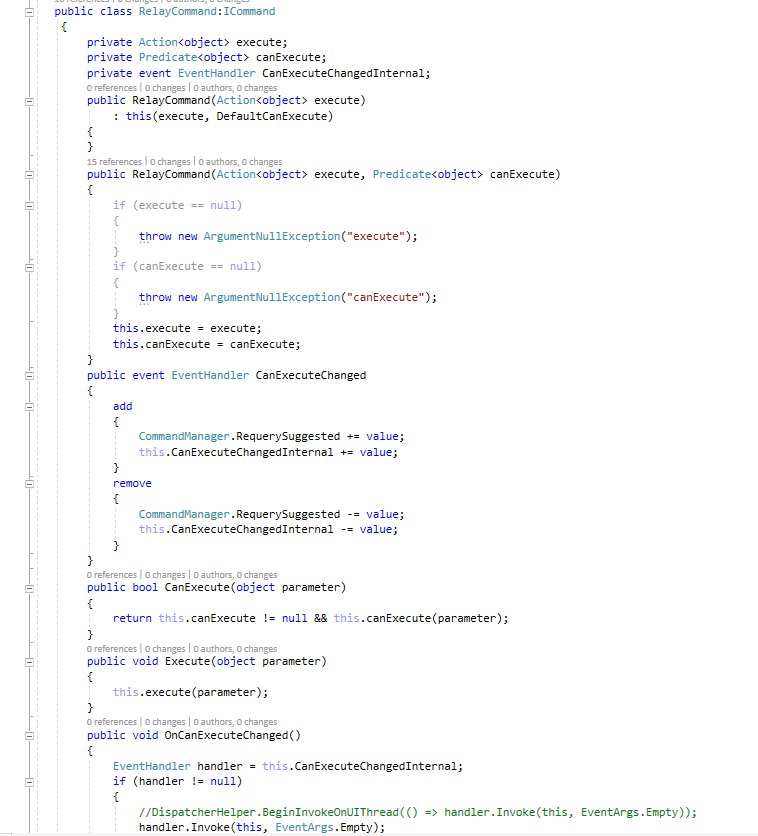 public class RelayCommand:ICommand
{
private Action<object> execute;
private Predicate<object> canExecute;
private event EventHandler CanExecuteChangedInternal;
0 references | 0 changes | 0 authors, 0 changes
public RelayCommand(Action<object> execute)
: this(execute, DefaultCanExecute)
{
}
15 references | 0 changes | 0 authors, 0 changes
public RelayCommand(Action<object> execute, Predicate<object> canExecute)
{
if (execute == null)
{
throw new ArgumentNullException("execute");
}
if (canExecute == null)
{
throw new ArgumentNullException("canExecute");
}
this.execute = execute;
this.canExecute = canExecute;
}
public event EventHandler CanExecuteChanged
{
add
{
CommandManager.RequerySuggested += value;
this.CanExecuteChangedInternal += value;
}
remove
{
CommandManager.RequerySuggested -= value;
this.CanExecuteChangedInternal -= value;
}
}
0 references | 0 changes | 0 authors, 0 changes
public bool CanExecute(object parameter)
{
return this.canExecute != null && this.canExecute(parameter);
}
0 references | 0 changes | 0 authors, 0 changes
public void Execute(object parameter)
{
this.execute(parameter);
}
0 references | 0 changes | 0 authors, 0 changes
public void OnCanExecuteChanged()
{
EventHandler handler = this.CanExecuteChangedInternal;
if (handler != null)
{
//DispatcherHelper.BeginInvokeOnUIThread(() => handler.Invoke(this, EventArgs.Empty));
handler.Invoke(this, EventArgs.Empty);